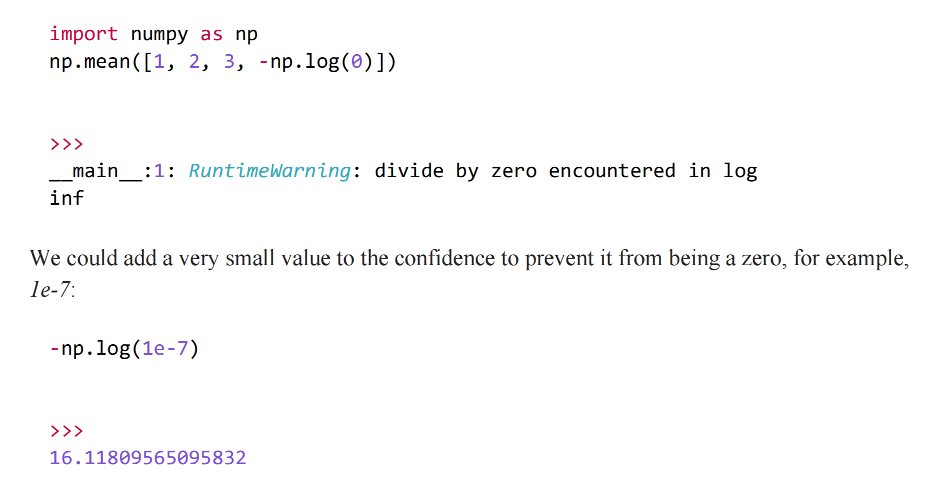 import numpy as np
np.mean([1, 2, 3, -np.log(0)])
>>>
__main__:1: RuntimeWarning: divide by zero encountered in log
inf
We could add a very small value to the confidence to prevent it from being a zero, for example,
1e-7:
-np.log(1e-7)
>>>
16.11809565095832